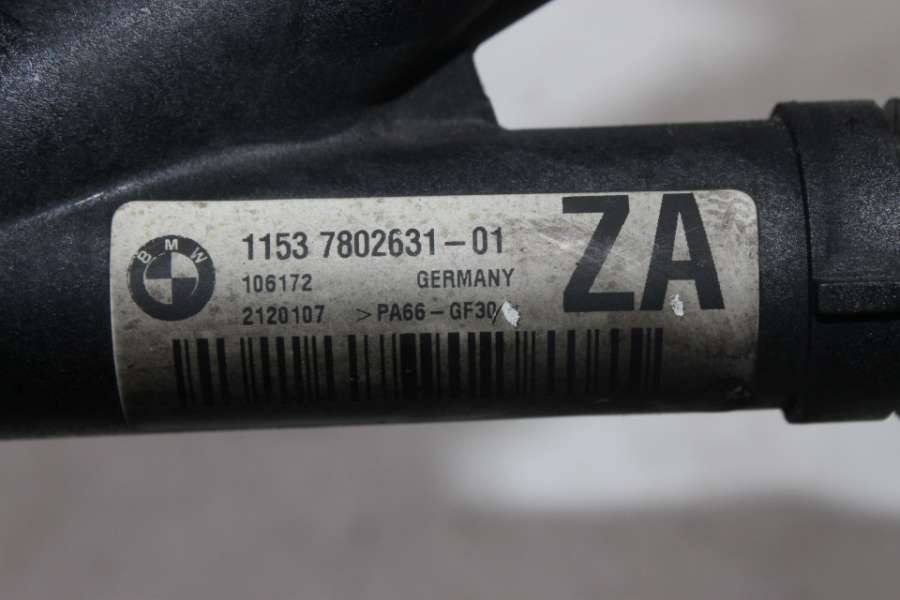 BMW
1153 7802631-01
106172 GERMANY
2120107 >PA66-GF30
ZA